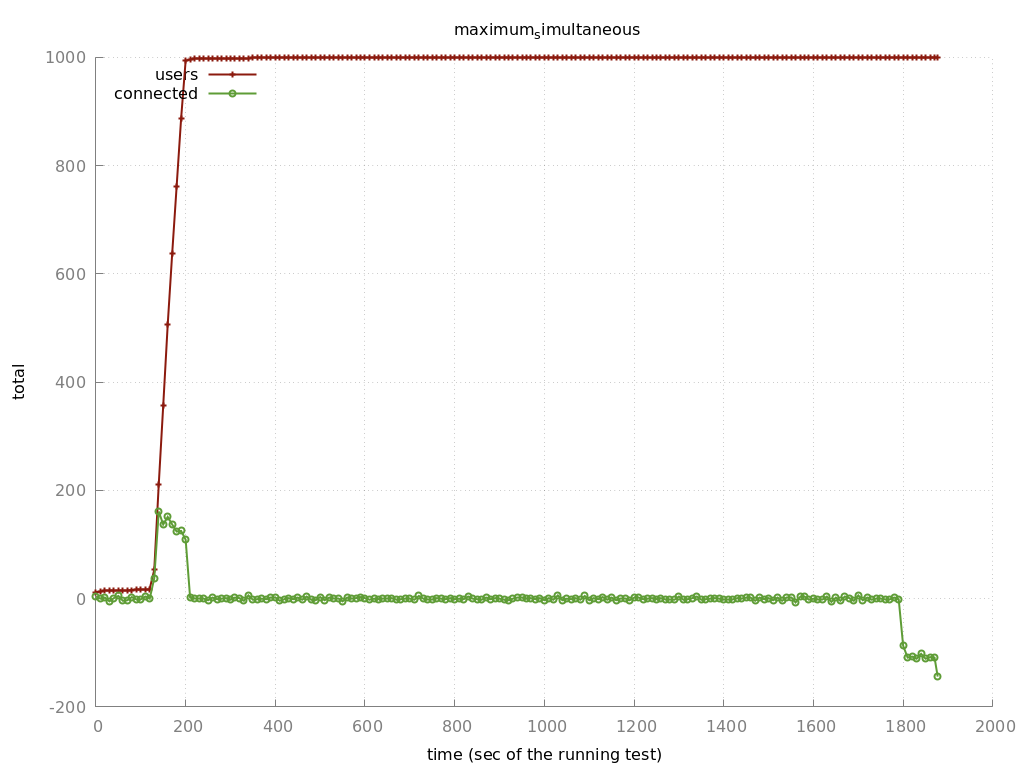 maximumsimultaneous
1000
users
connected
800
600
400
200
0
-200
total
0 200 400 600 800 1000 1200 1400 1600 1800 2000
time (sec of the running test)